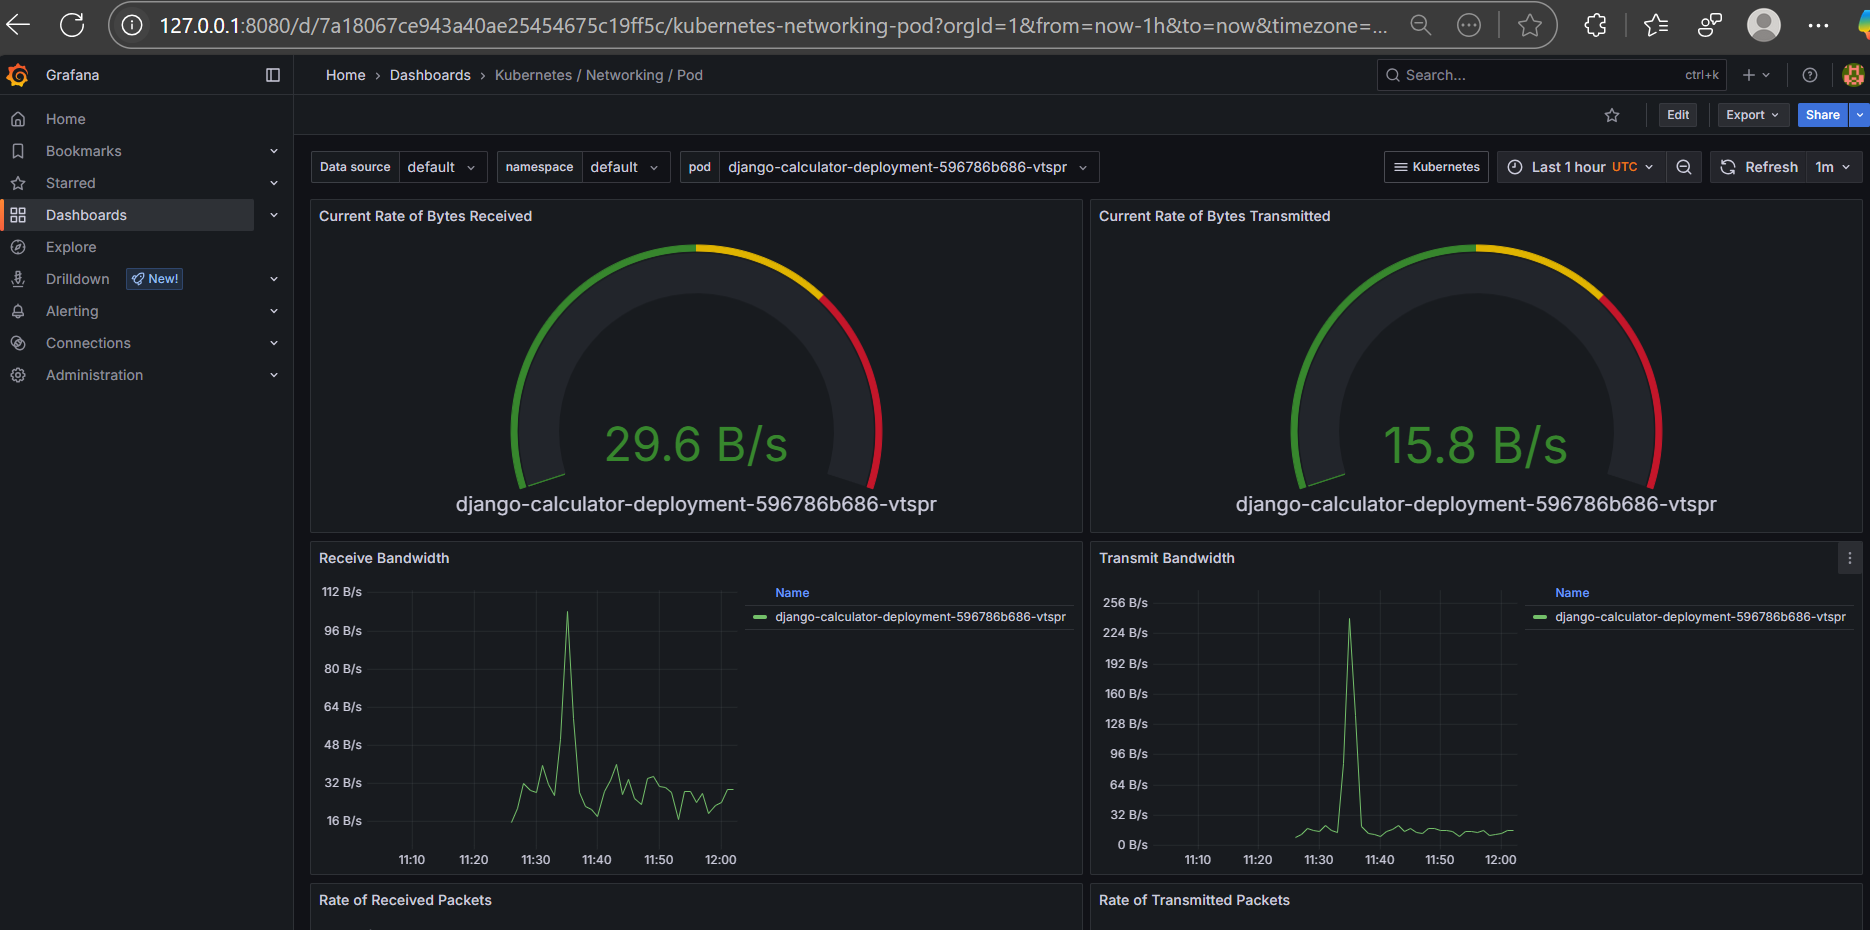 127.0.0.1:8080/d/7a18067ce943a40ae25454675c19ff5c/kubernetes-networking-pod?orgId=1&from=now-1h&to=now&timezone=...
Grafana
Home › Dashboards › Kubernetes / Networking / Pod
Search... ctrl+k
Edit Export Share
Home
Bookmarks
Starred
Dashboards
Explore
Drilldown New!
Alerting
Connections
Administration
Data source default namespace default pod django-calculator-deployment-596786b686-vtspr
Kubernetes Last 1 hour UTC Refresh 1m
Current Rate of Bytes Received
29.6 B/s
django-calculator-deployment-596786b686-vtspr
Current Rate of Bytes Transmitted
15.8 B/s
django-calculator-deployment-596786b686-vtspr
Receive Bandwidth
112 B/s
96 B/s
80 B/s
64 B/s
48 B/s
32 B/s
16 B/s
11:10 11:20 11:30 11:40 11:50 12:00
Name
django-calculator-deployment-596786b686-vtspr
Transmit Bandwidth
256 B/s
224 B/s
192 B/s
160 B/s
128 B/s
96 B/s
64 B/s
32 B/s
0 B/s
11:10 11:20 11:30 11:40 11:50 12:00
Name
django-calculator-deployment-596786b686-vtspr
Rate of Received Packets
Rate of Transmitted Packets